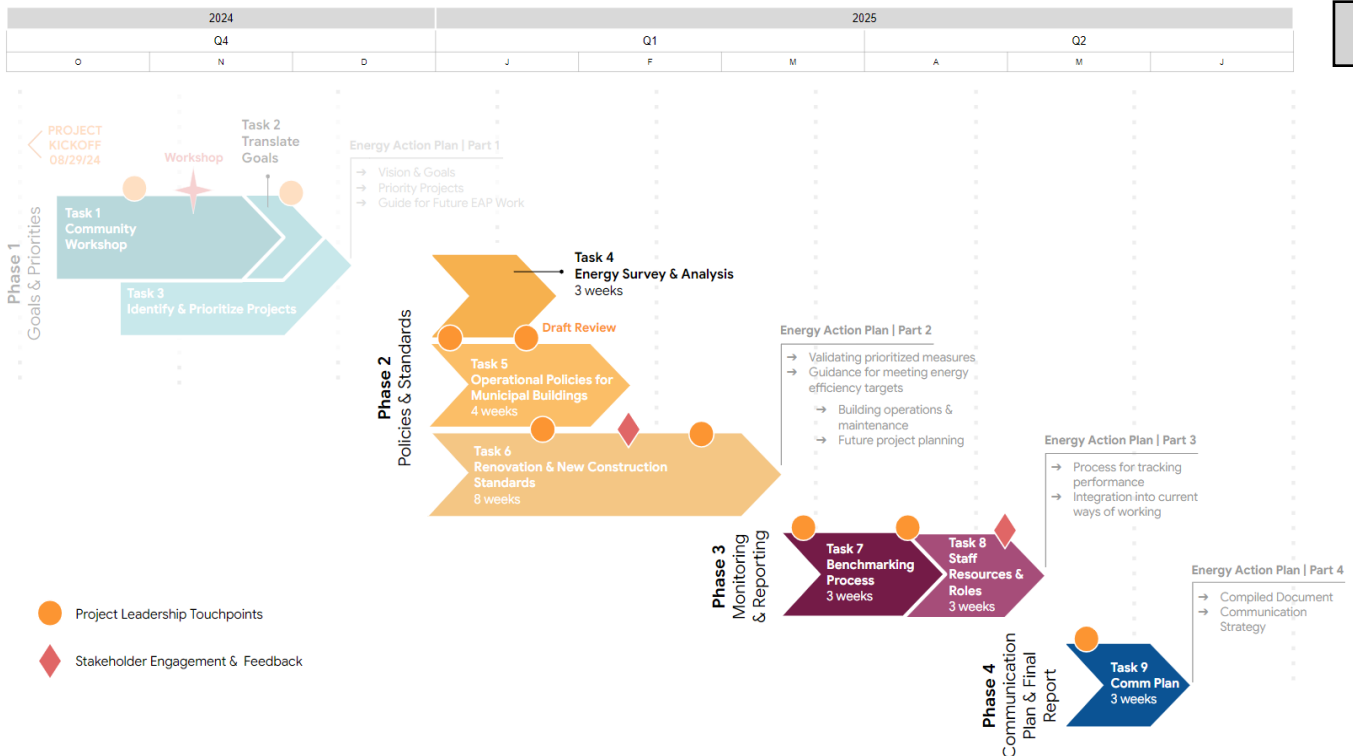 2024
2025
Q4
Q1
Q2
O
N
D
J
F
M
A
M
J
PROJECT
KICKOFF
08/29/24
Workshop
Task 2
Translate
Goals
Energy Action Plan | Part 1
→ Vision & Goals
→ Priority Projects
→ Guide for Future EAP Work
Phase 1
Goals & Priorities
Task 1
Community
Workshop
Task 3
Identify & Prioritize Projects
Task 4
Energy Survey & Analysis
3 weeks
Phase 2
Policies & Standards
Draft Review
Task 5
Operational Policies for
Municipal Buildings
4 weeks
Task 6
Renovation & New Construction
Standards
8 weeks
Energy Action Plan | Part 2
→ Validating prioritized measures
→ Guidance for meeting energy
efficiency targets
→ Building operations &
maintenance
→ Future project planning
Phase 3
Monitoring
& Reporting
Task 7
Benchmarking
Process
3 weeks
Task 8
Staff
Resources &
Roles
3 weeks
Energy Action Plan | Part 3
→ Process for tracking
performance
→ Integration into current
ways of working
Phase 4
Communication
Plan & Final
Report
Task 9
Comm Plan
3 weeks
Energy Action Plan | Part 4
→ Compiled Document
→ Communication
Strategy
Project Leadership Touchpoints
Stakeholder Engagement & Feedback